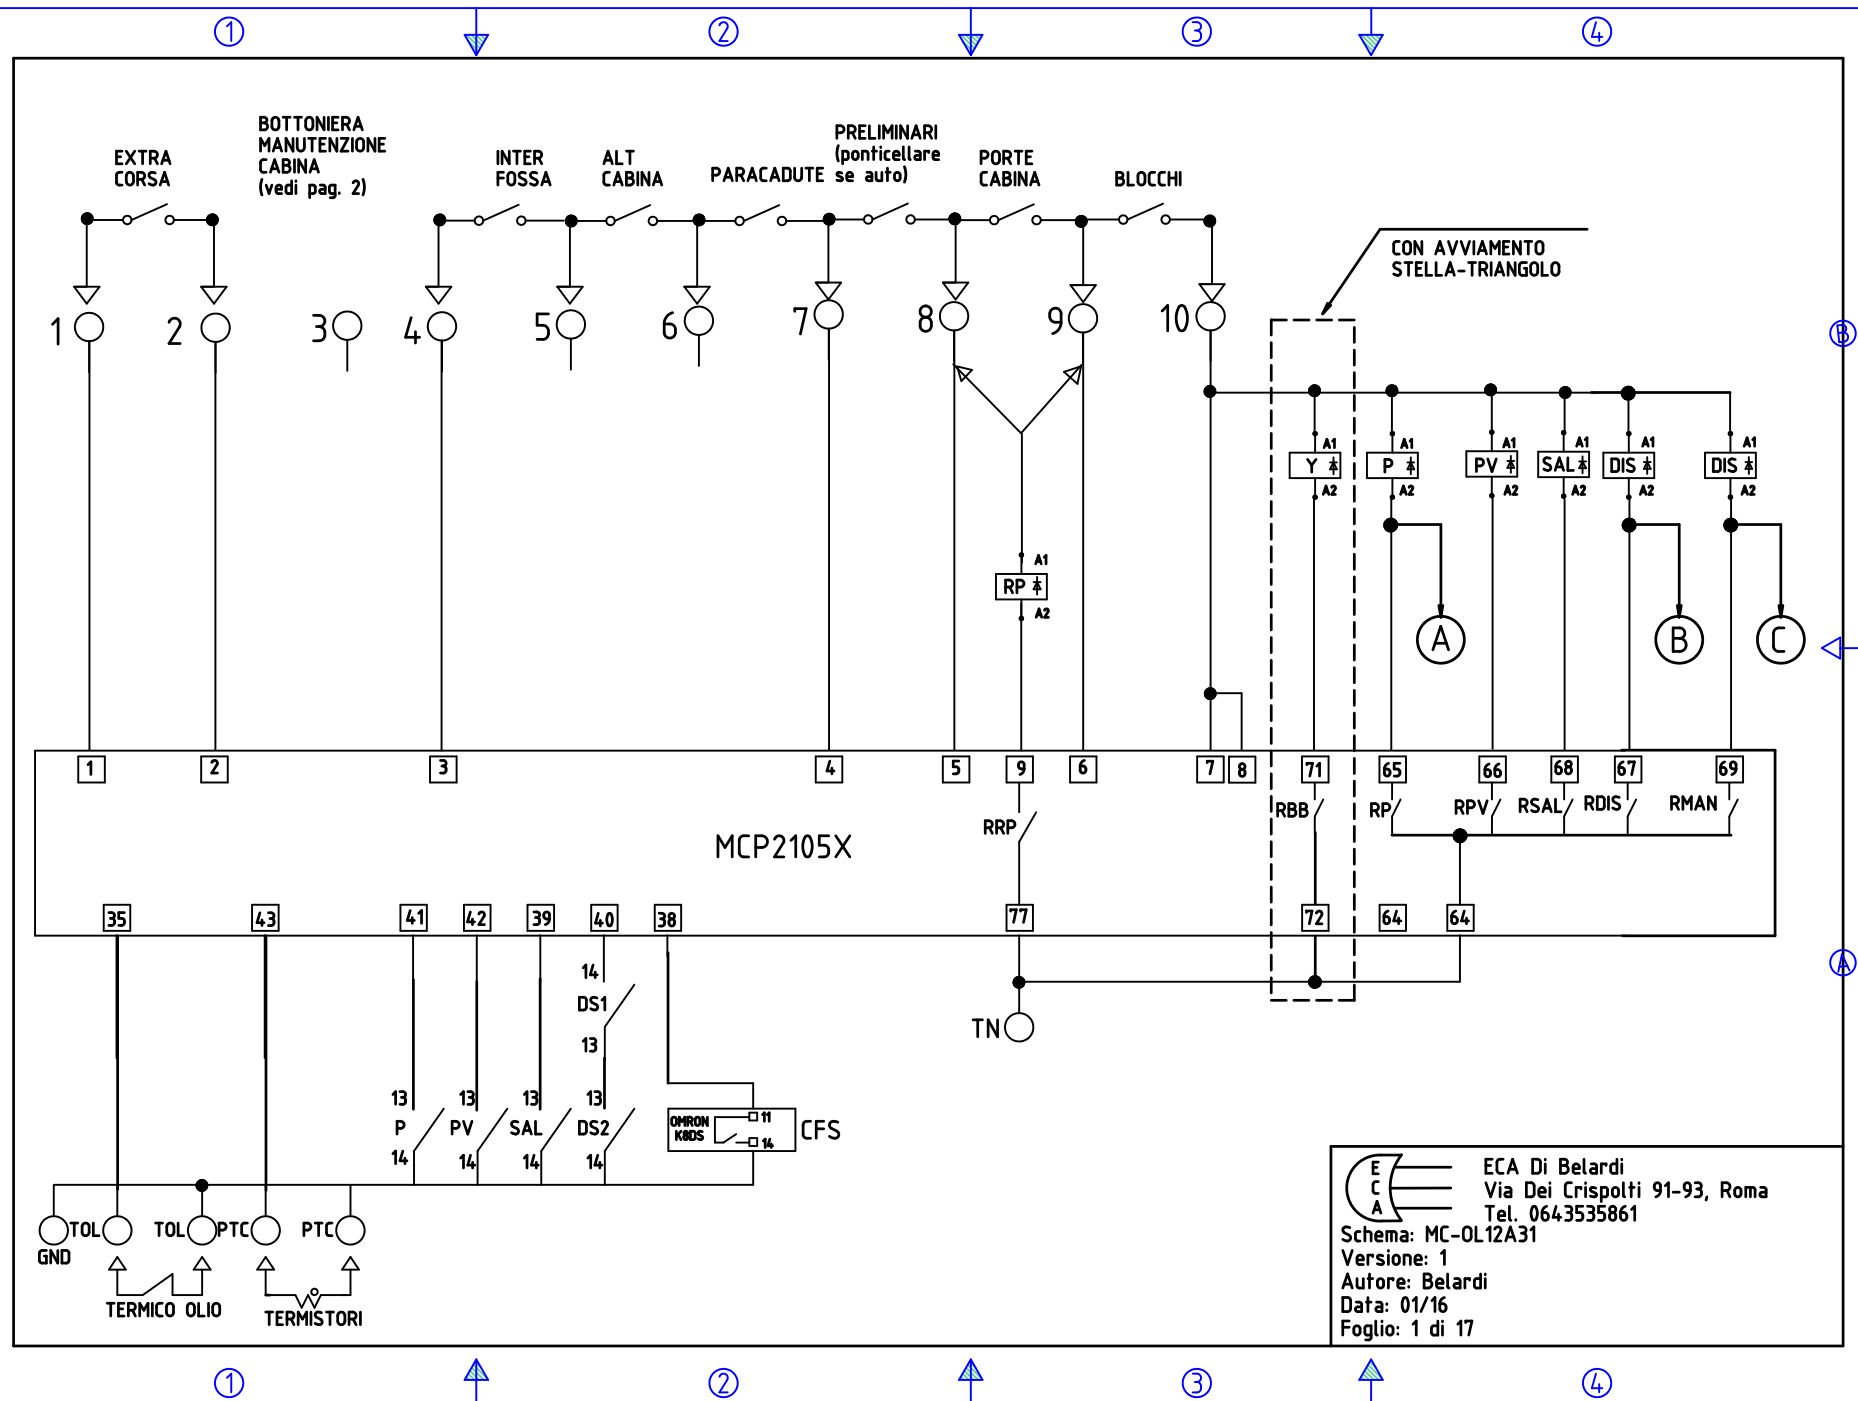 1 2 3 4
EXTRA
CORSA
BOTTONIERA
MANUTENZIONE
CABINA
(vedi pag. 2)
INTER
FOSSA
ALT
CABINA
PARACADUTE
PRELIMINARI
(ponticellare
se auto)
PORTE
CABINA
BLOCCHI
CON AVVIAMENTO
STELLA-TRIANGOLO
1 2 3 4 5 6 7 8 9 10
B
A1 A1 A1 A1 A1 A1
Y P PV SAL DIS DIS
A2 A2 A2 A2 A2 A2
A1
RP
A2
A B C
1 2 3 4 5 9 6 7 8 71 65 66 68 67 69
RRP RBB RP RPV RSAL RDIS RMAN
MCP2105X
35 43 41 42 39 40 38 77 72 64 64
A
14
DS1
13
TN
13 13 13 13
P PV SAL DS2
14 14 14 14
OMRON
K8DS
11
14
CFS
TOL TOL PTC PTC
GND
TERMICO OLIO
TERMISTORI
E
C
A
ECA Di Belardi
Via Dei Crispolti 91-93, Roma
Tel. 0643535861
Schema: MC-OL12A31
Versione: 1
Autore: Belardi
Data: 01/16
Foglio: 1 di 17
1 2 3 4